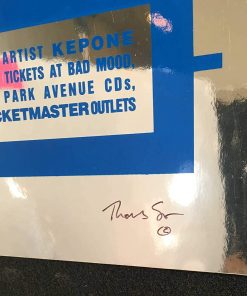 ARTIST KEPONE
TICKETS AT BAD MOOD,
PARK AVENUE CDs,
CKETMASTER OUTLETS